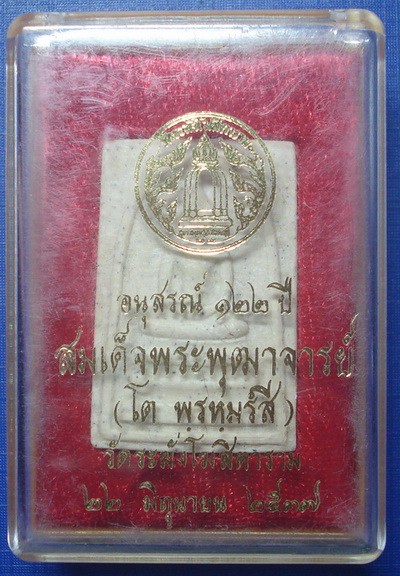 อนุสรณ์ ๑๒๒ ปี
สมเด็จพระพุฒาจารย์
(โต พฺรหฺมรํสี)
วัดระฆังโฆสิตาราม
๒๒ มิถุนายน ๒๕๓๗